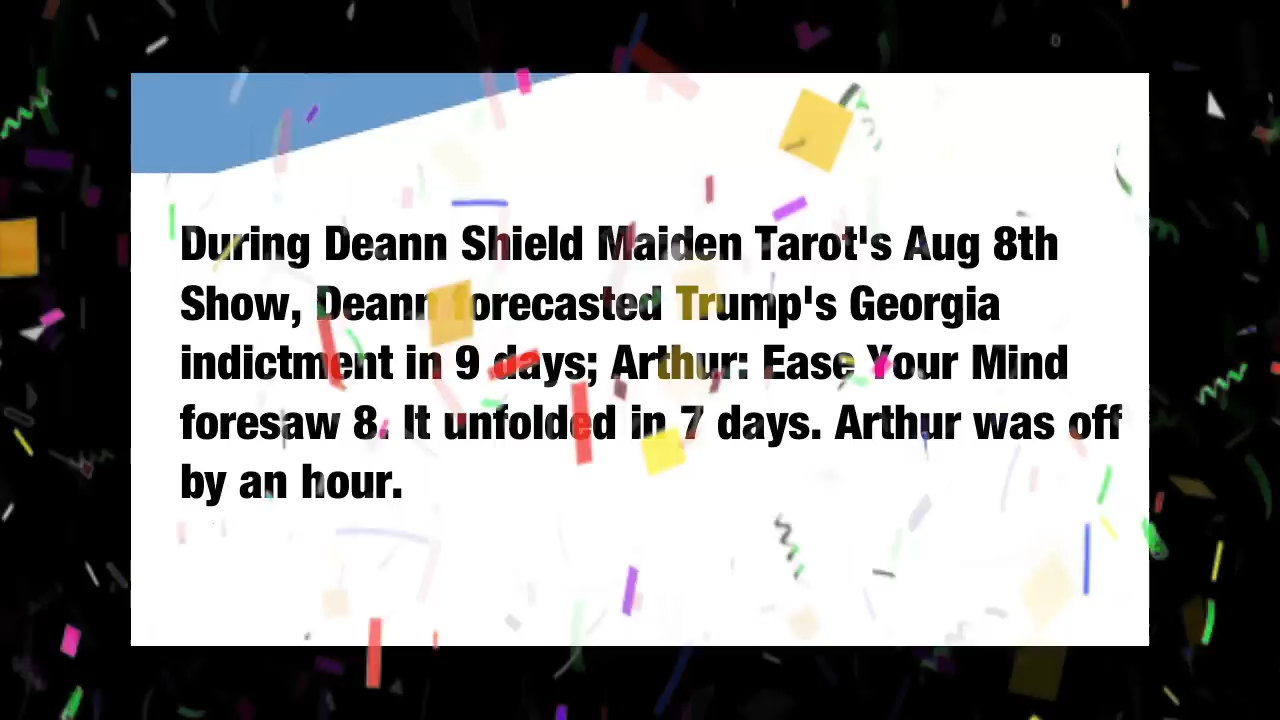 During Deann Shield Maiden Tarot's Aug 8th
Show, Deann forecasted Trump's Georgia
indictment in 9 days; Arthur: Ease Your Mind
foresaw 8. It unfolded in 7 days. Arthur was off
by an hour.